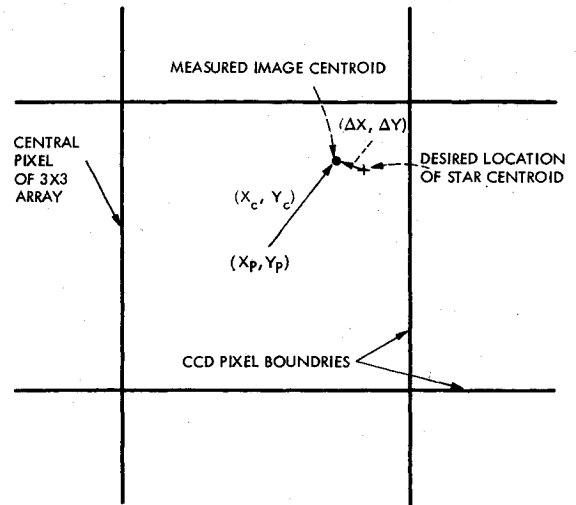 MEASURED IMAGE CENTROID
(ΔX, ΔY)
CENTRAL
PIXEL
OF 3X3
ARRAY
DESIRED LOCATION
OF STAR CENTROID
(Xc, Yc)
(Xp, Yp)
CCD PIXEL BOUNDRIES